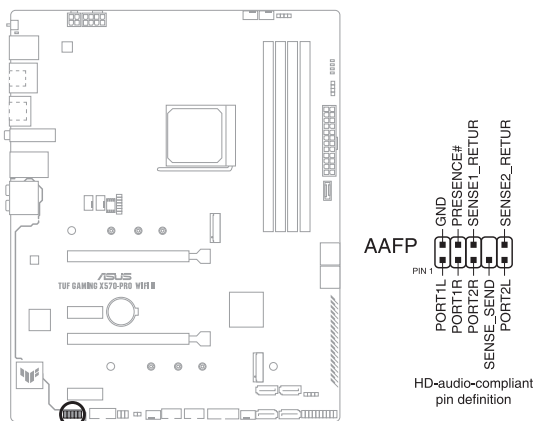 ASUS
TUF GAMING X570-PRO WIFI II
AAFP
PIN 1
GND
PRESENCE#
SENSE1_RETUR
SENSE2_RETUR
PORT1L
PORT1R
PORT2R
SENSE_SEND
PORT2L
HD-audio-compliant
pin definition